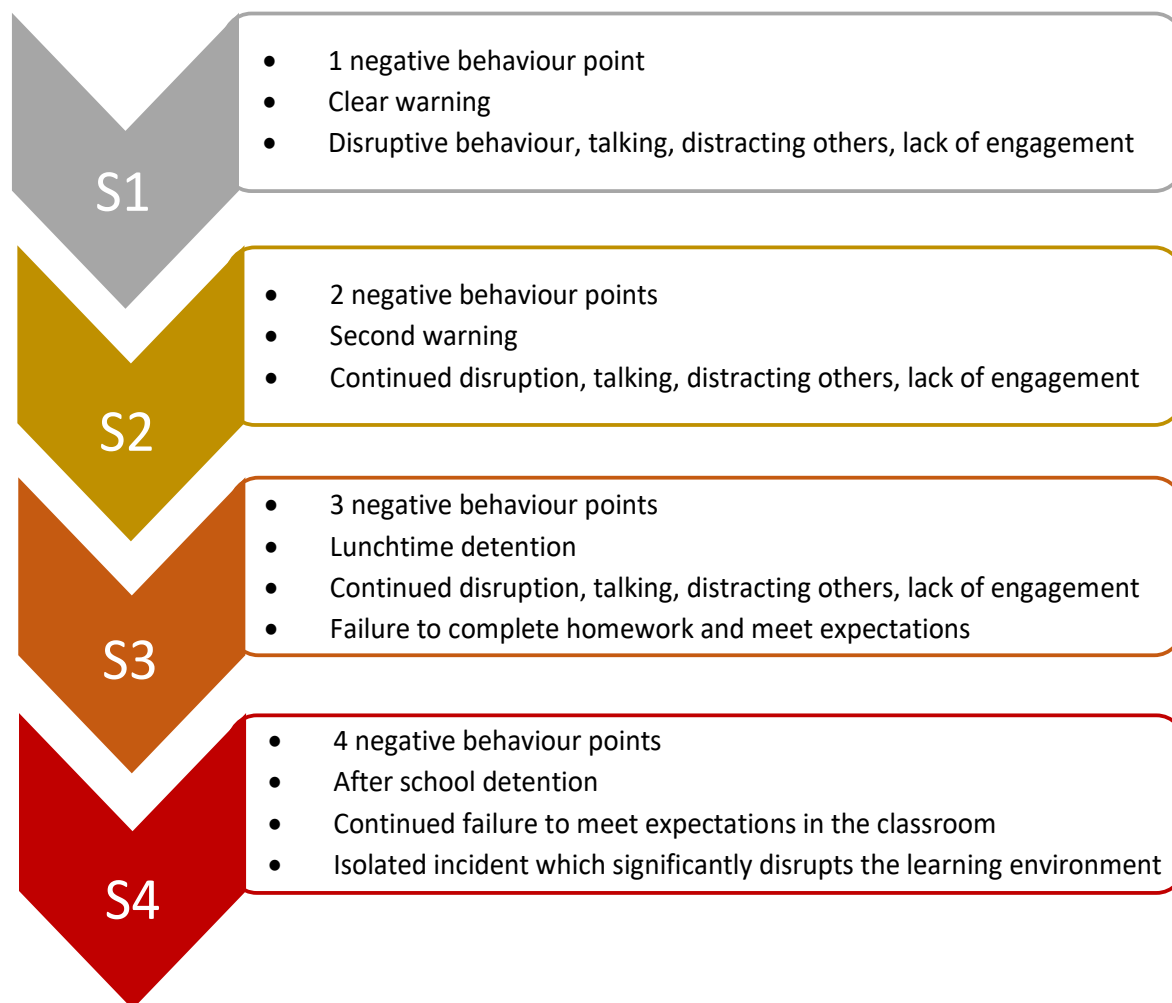 S1
• 1 negative behaviour point
• Clear warning
• Disruptive behaviour, talking, distracting others, lack of engagement
S2
• 2 negative behaviour points
• Second warning
• Continued disruption, talking, distracting others, lack of engagement
S3
• 3 negative behaviour points
• Lunchtime detention
• Continued disruption, talking, distracting others, lack of engagement
• Failure to complete homework and meet expectations
S4
• 4 negative behaviour points
• After school detention
• Continued failure to meet expectations in the classroom
• Isolated incident which significantly disrupts the learning environment